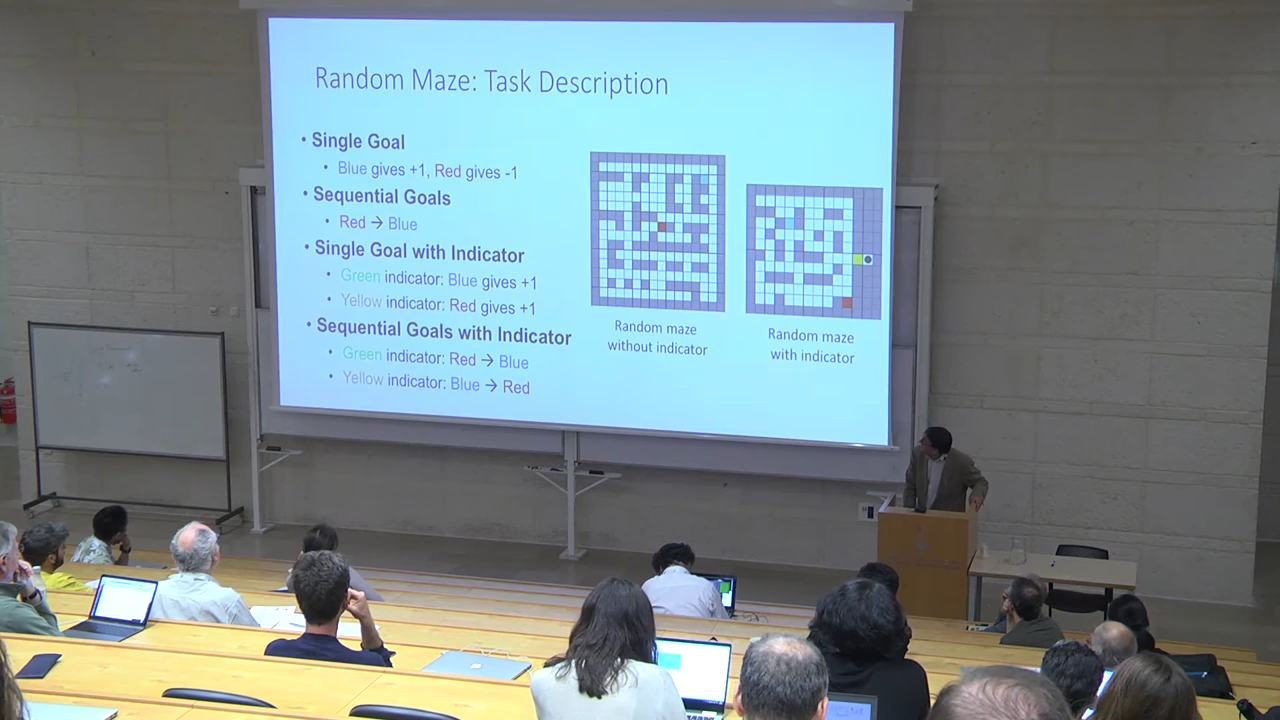 Random Maze: Task Description
• Single Goal
• Blue gives +1, Red gives -1
• Sequential Goals
• Red → Blue
• Single Goal with Indicator
• Green indicator: Blue gives +1
• Yellow indicator: Red gives +1
• Sequential Goals with Indicator
• Green indicator: Red → Blue
• Yellow indicator: Blue → Red
Random maze
without indicator
Random maze
with indicator